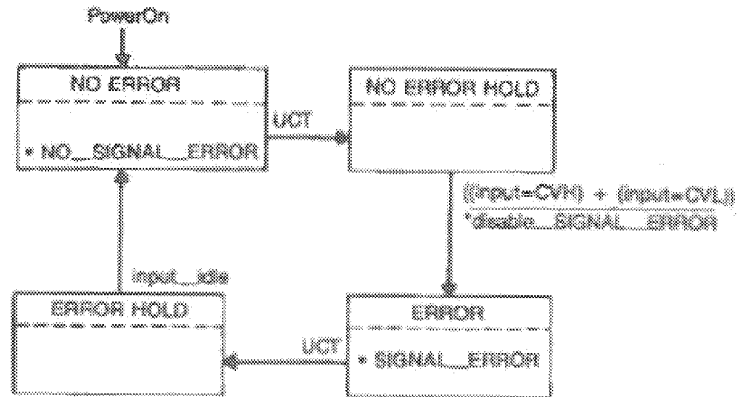 PowerOn
NO ERROR
* NO_SIGNAL_ERROR
UCT
NO ERROR HOLD
((input=CVH) + (input=CVL))
*disable_SIGNAL_ERROR
input_idle
ERROR HOLD
UCT
ERROR
* SIGNAL_ERROR